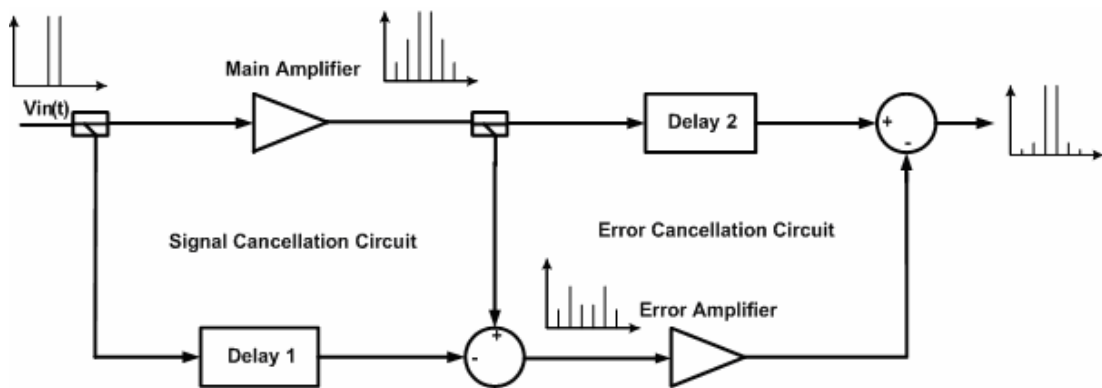 Main Amplifier
Vin(t)
Delay 2
+
-
Signal Cancellation Circuit
Error Cancellation Circuit
Error Amplifier
Delay 1
+
-